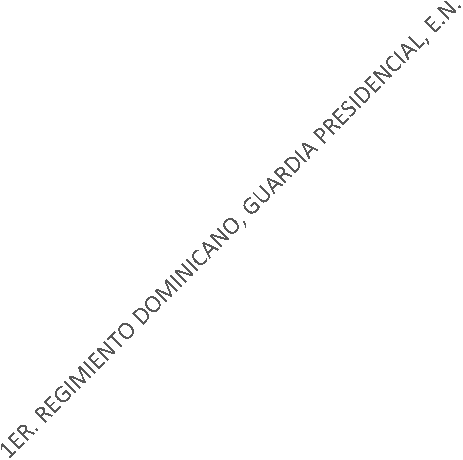 1ER. REGIMIENTO DOMINICANO, GUARDIA PRESIDENCIAL, E.N.